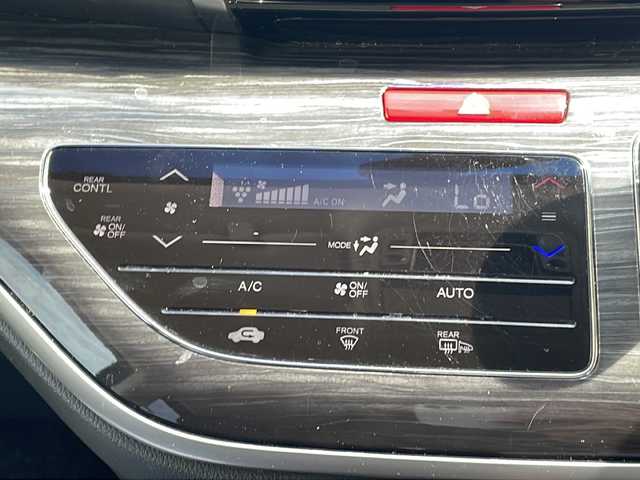 REAR CONTL
A/C ON
Lo
REAR ON/OFF
MODE
A/C
ON/OFF
AUTO
FRONT
REAR